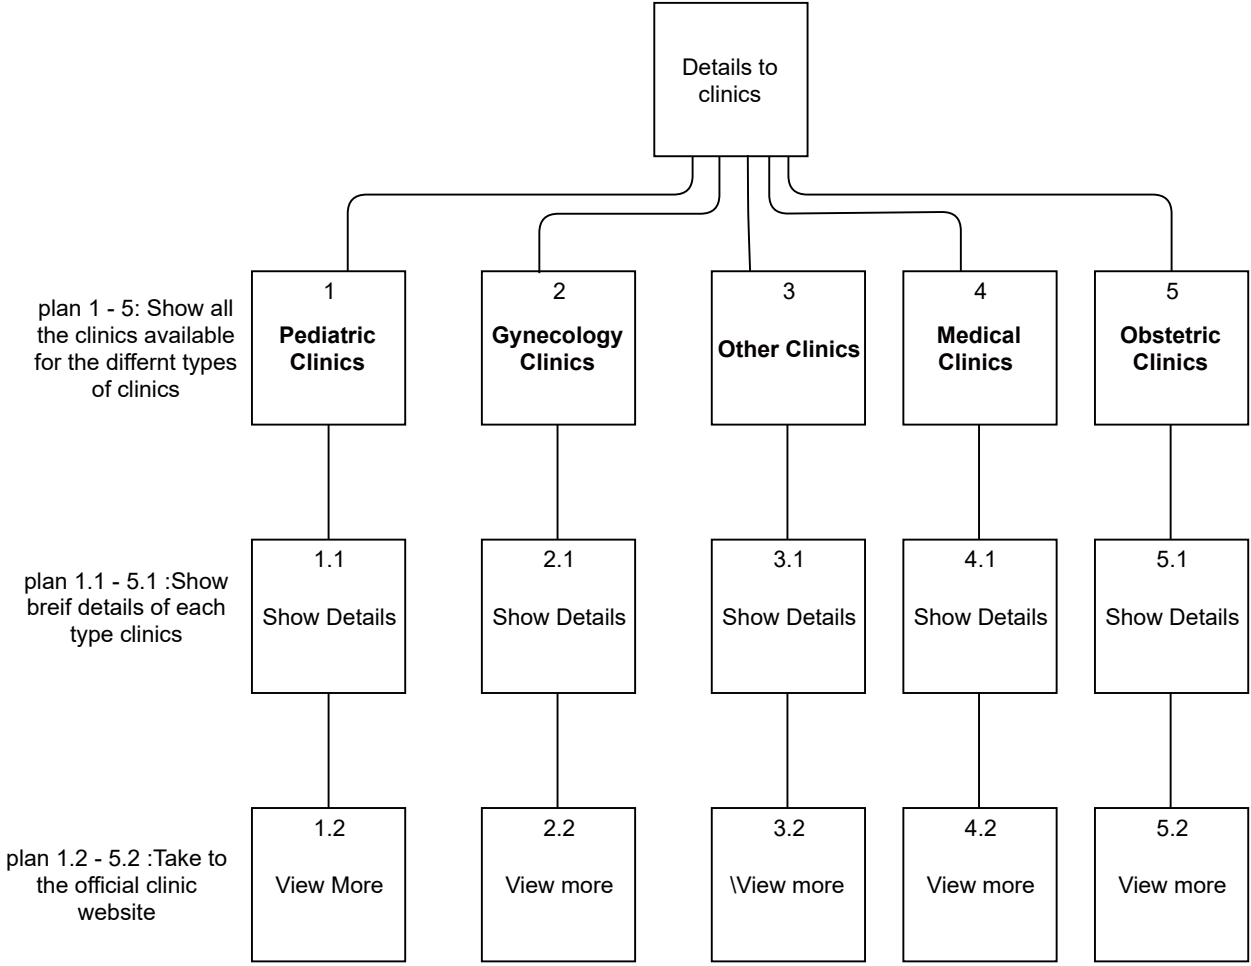 Details to
clinics
plan 1 - 5: Show all
the clinics available
for the differnt types
of clinics
1
Pediatric
Clinics
2
Gynecology
Clinics
3
Other Clinics
4
Medical
Clinics
5
Obstetric
Clinics
plan 1.1 - 5.1 :Show
breif details of each
type clinics
1.1
Show Details
2.1
Show Details
3.1
Show Details
4.1
Show Details
5.1
Show Details
plan 1.2 - 5.2 :Take to
the official clinic
website
1.2
View More
2.2
View more
3.2
\View more
4.2
View more
5.2
View more